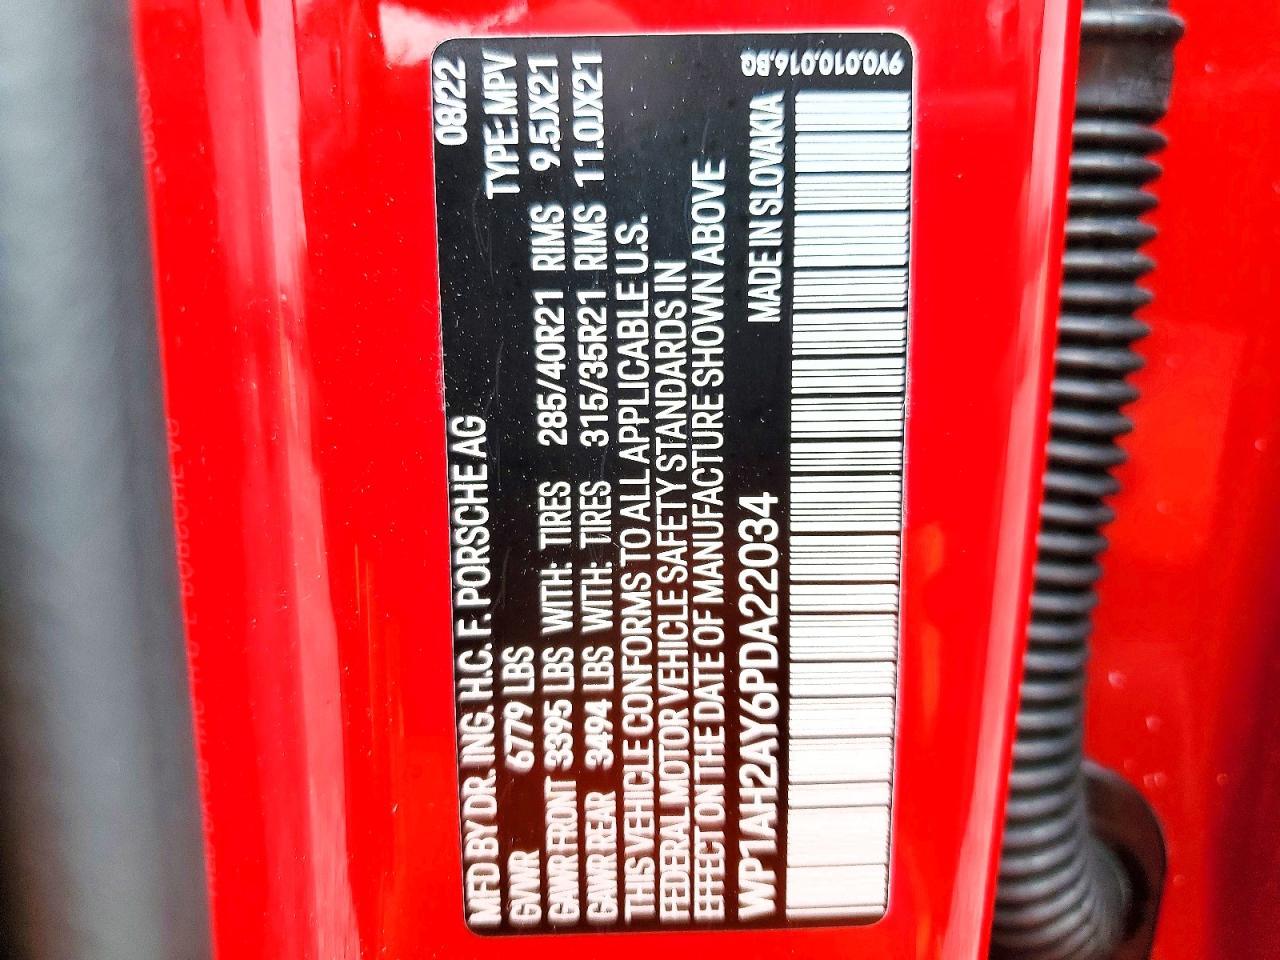 MFD BY DR. ING. H.C. F. PORSCHE AG 08/22
GVWR 6779 LBS TYPE: MPV
GAWR FRONT 3395 LBS WITH: TIRES 285/40R21 RIMS 9.5JX21
GAWR REAR 3494 LBS WITH: TIRES 315/35R21 RIMS 11.0JX21
THIS VEHICLE CONFORMS TO ALL APPLICABLE U.S.
FEDERAL MOTOR VEHICLE SAFETY STANDARDS IN
EFFECT ON THE DATE OF MANUFACTURE SHOWN ABOVE
WP1AH2AY6PDA22034 MADE IN SLOVAKIA
9Y0.010.016.BQ